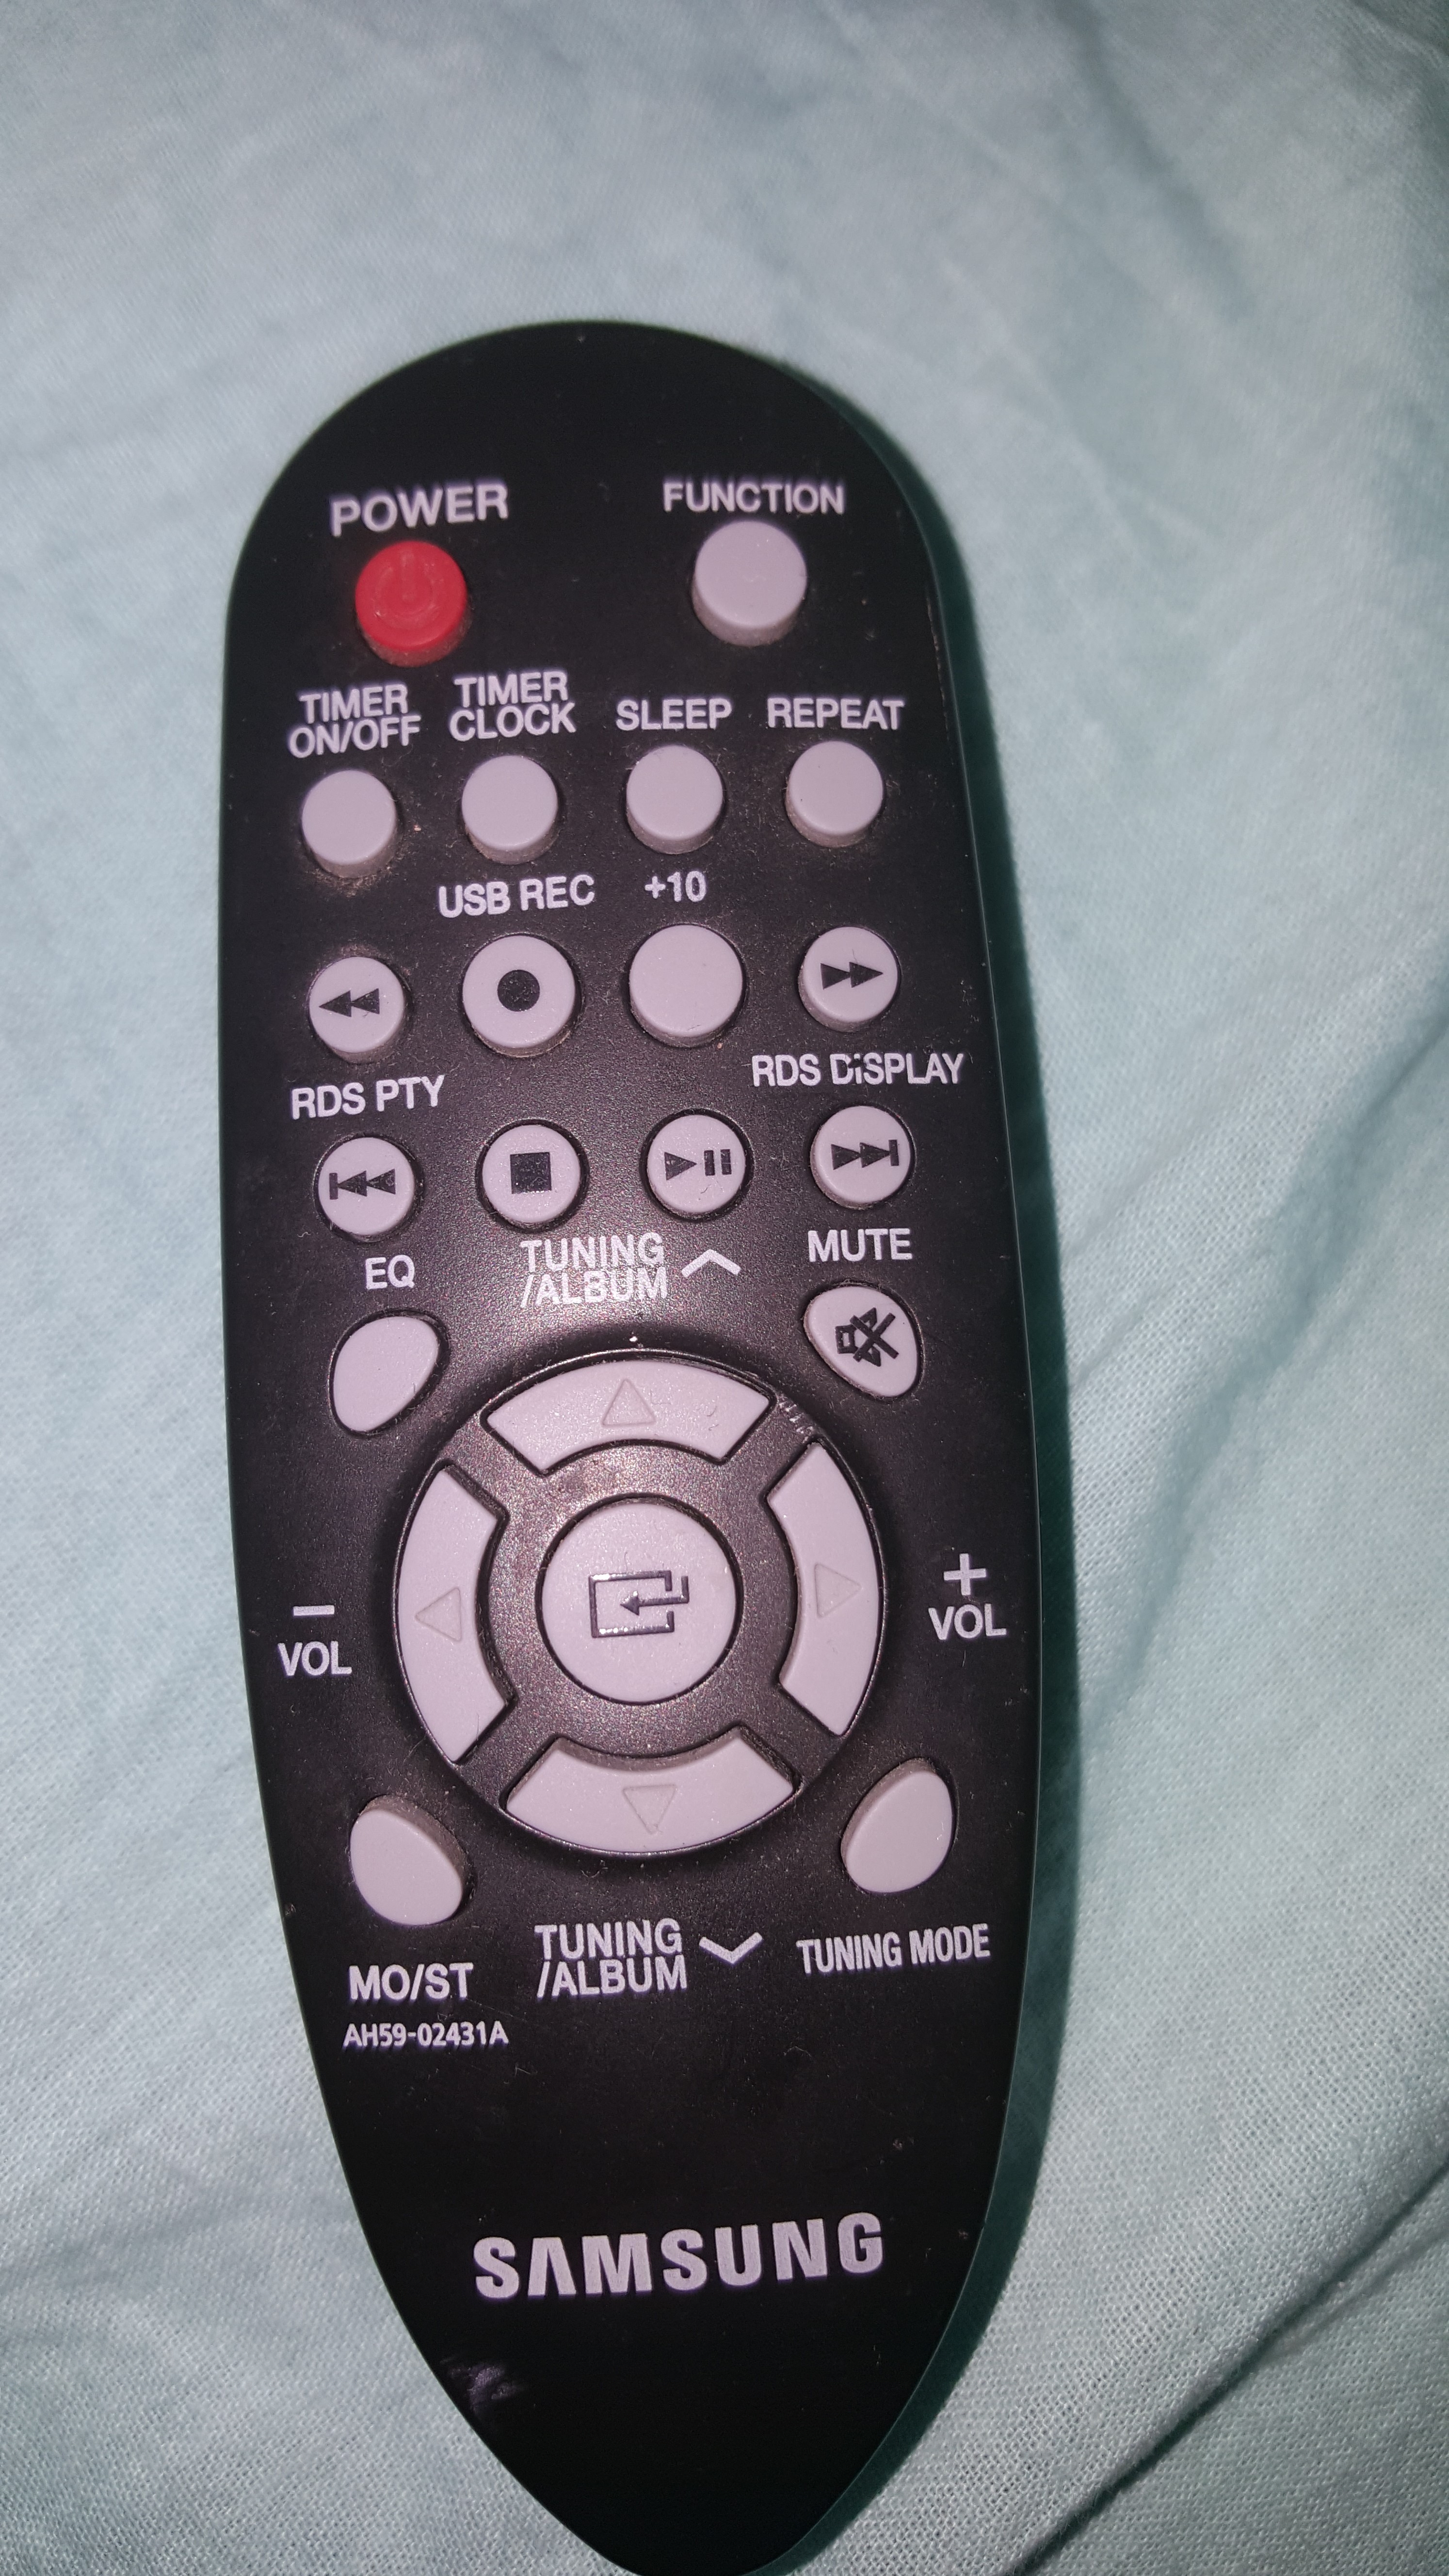 POWER
FUNCTION
TIMER
ON/OFF
TIMER
CLOCK
SLEEP
REPEAT
USB REC
+10
RDS PTY
RDS DISPLAY
EQ
TUNING
/ALBUM
MUTE
−
VOL
+
VOL
MO/ST
TUNING
/ALBUM
TUNING MODE
AH59-02431A
SAMSUNG